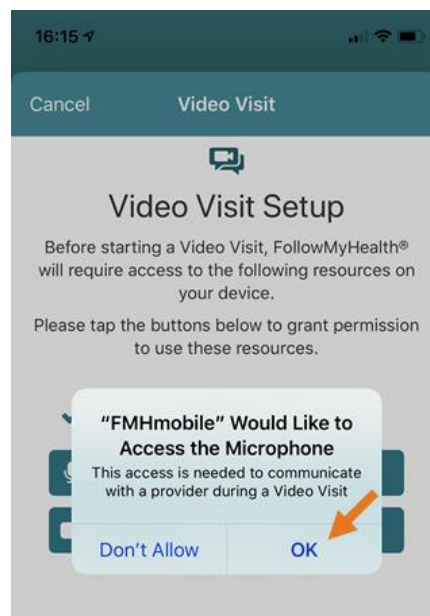 16:15
Cancel Video Visit
Video Visit Setup
Before starting a Video Visit, FollowMyHealth®
will require access to the following resources on
your device.
Please tap the buttons below to grant permission
to use these resources.
"FMHmobile" Would Like to
Access the Microphone
This access is needed to communicate
with a provider during a Video Visit
Don't Allow OK